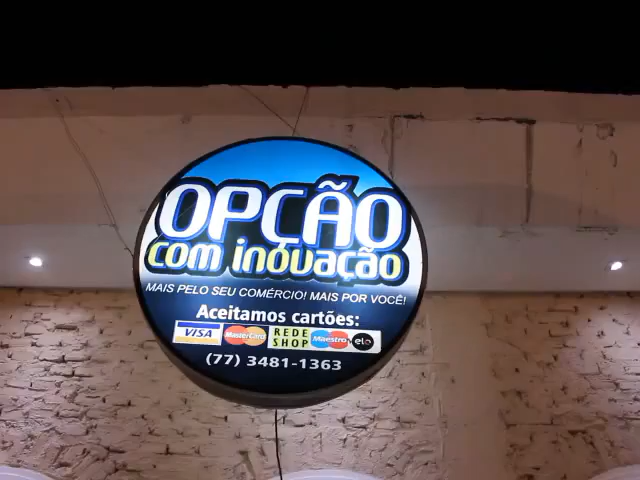 OPÇÃO
com inovação
MAIS PELO SEU COMÉRCIO! MAIS POR VOCÊ!
Aceitamos cartões:
VISA MasterCard REDE SHOP Maestro elo
(77) 3481-1363